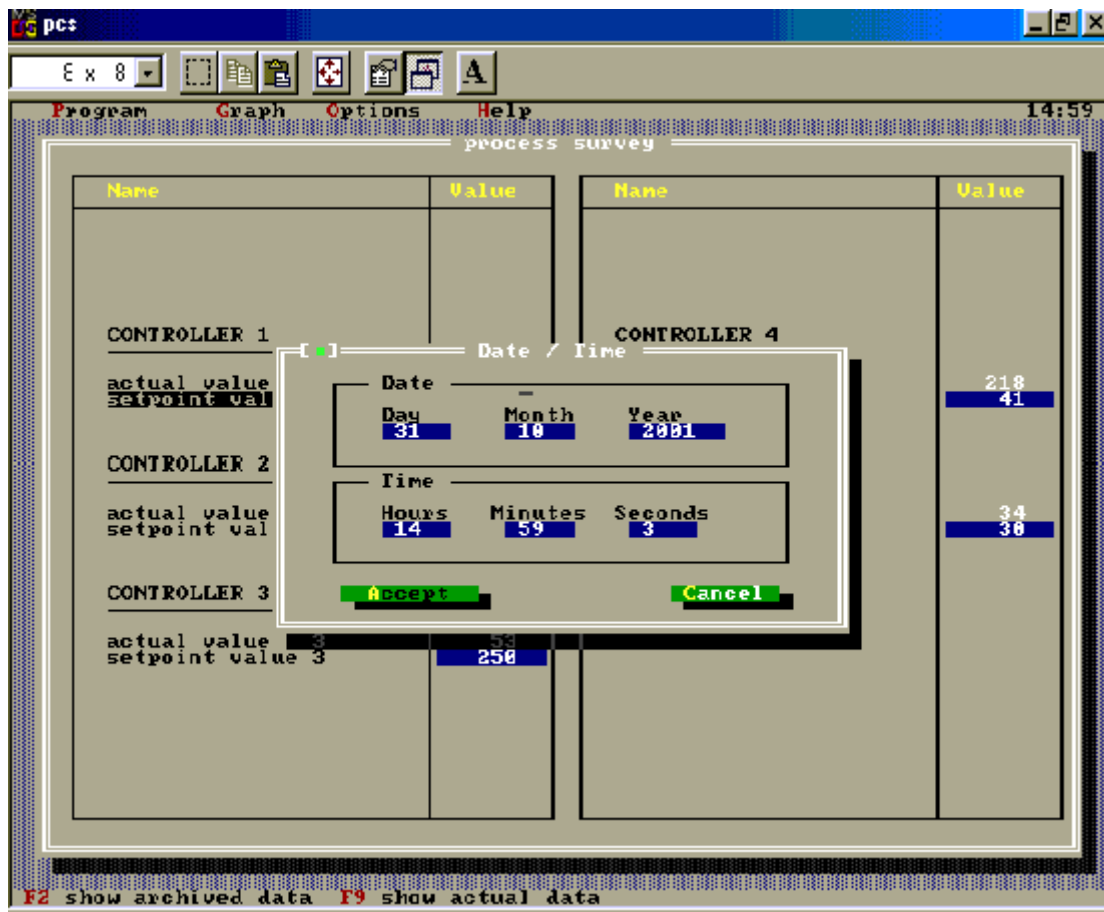 pcs
6 x 8
A
Program Graph Options Help 14:59
process survey
Name Value Name Value
CONTROLLER 1 CONTROLLER 4
Date / Time
actual value 218
setpoint val 41
Date
Day Month Year
31 10 2001
CONTROLLER 2
Time
actual value 34
setpoint val 30
Hours Minutes Seconds
14 59 3
CONTROLLER 3
Accept Cancel
actual value 3 53
setpoint value 3 250
F2 show archived data F9 show actual data